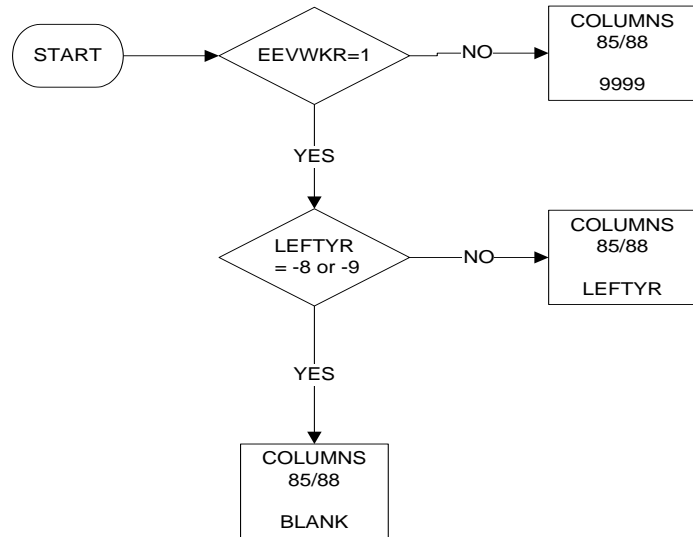 START
EEVWKR=1
NO
COLUMNS
85/88
9999
YES
LEFTYR
= -8 or -9
NO
COLUMNS
85/88
LEFTYR
YES
COLUMNS
85/88
BLANK